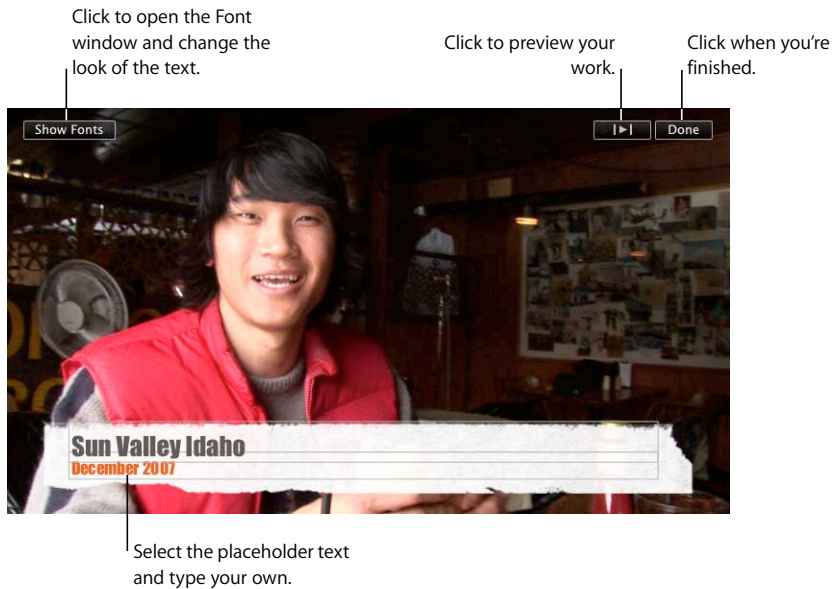 Click to open the Font
window and change the
look of the text.
Click to preview your
work.
Click when you're
finished.
Show Fonts
Done
Sun Valley Idaho
December 2007
Select the placeholder text
and type your own.